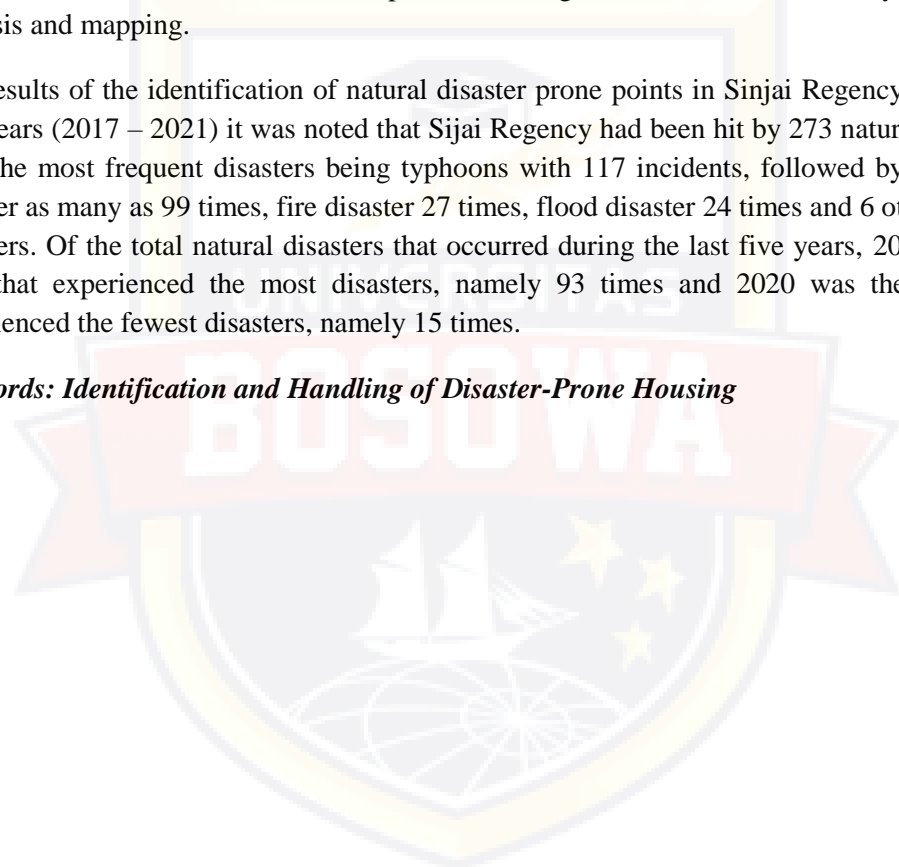 sis and mapping.
esults of the identification of natural disaster prone points in Sinjai Regency
ears (2017 – 2021) it was noted that Sijai Regency had been hit by 273 natur
he most frequent disasters being typhoons with 117 incidents, followed by
er as many as 99 times, fire disaster 27 times, flood disaster 24 times and 6 ot
ers. Of the total natural disasters that occurred during the last five years, 20
that experienced the most disasters, namely 93 times and 2020 was the
ienced the fewest disasters, namely 15 times.
ords: Identification and Handling of Disaster-Prone Housing
UNIVERSITAS
BOSOWA